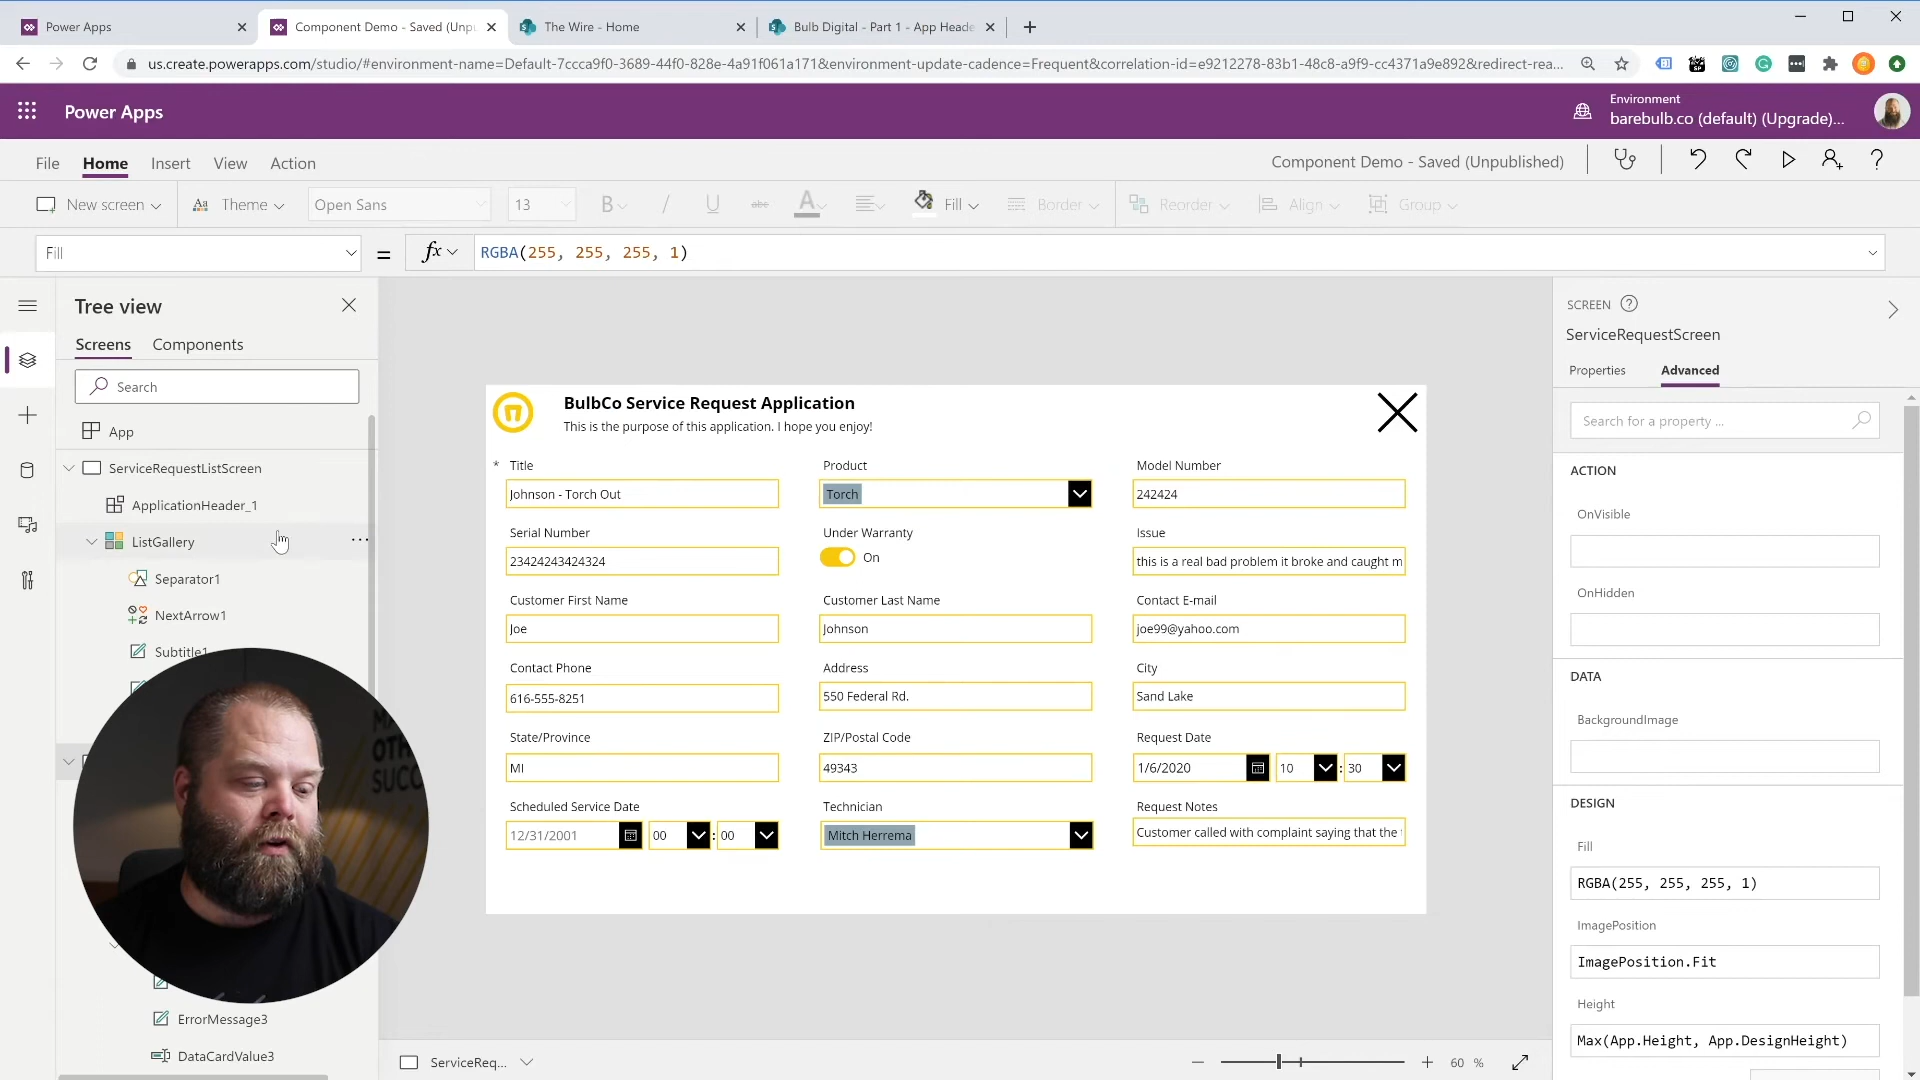 Power Apps
Component Demo - Saved (Unpu
The Wire - Home
Bulb Digital - Part 1 - App Heade
us.create.powerapps.com/studio/#environment-name=Default-7ccca9f0-3689-44f0-828e-4a91f061a171&environment-update-cadence=Frequent&correlation-id=e9212278-83b1-48c8-a9f9-cc4371a9e892&redirect-rea...
Power Apps
Environment
barebulb.co (default) (Upgrade)...
File Home Insert View Action
Component Demo - Saved (Unpublished)
New screen
Theme
Open Sans
13
B
I
U
abc
A
Fill
Border
Reorder
Align
Group
Fill
=
fx
RGBA(255, 255, 255, 1)
Tree view
Screens
Components
Search
App
ServiceRequestListScreen
ApplicationHeader_1
ListGallery
Separator1
NextArrow1
Subtitle1
ErrorMessage3
DataCardValue3
BulbCo Service Request Application
This is the purpose of this application. I hope you enjoy!
* Title
Product
Model Number
Johnson - Torch Out
Torch
242424
Serial Number
Under Warranty
Issue
23424243424324
On
this is a real bad problem it broke and caught m
Customer First Name
Customer Last Name
Contact E-mail
Joe
Johnson
joe99@yahoo.com
Contact Phone
Address
City
616-555-8251
550 Federal Rd.
Sand Lake
State/Province
ZIP/Postal Code
Request Date
MI
49343
1/6/2020
10
:
30
Scheduled Service Date
Technician
Request Notes
12/31/2001
00
:
00
Mitch Herrema
Customer called with complaint saying that the
SCREEN
ServiceRequestScreen
Properties
Advanced
Search for a property ...
ACTION
OnVisible
OnHidden
DATA
BackgroundImage
DESIGN
Fill
RGBA(255, 255, 255, 1)
ImagePosition
ImagePosition.Fit
Height
Max(App.Height, App.DesignHeight)
ServiceReq...
60 %